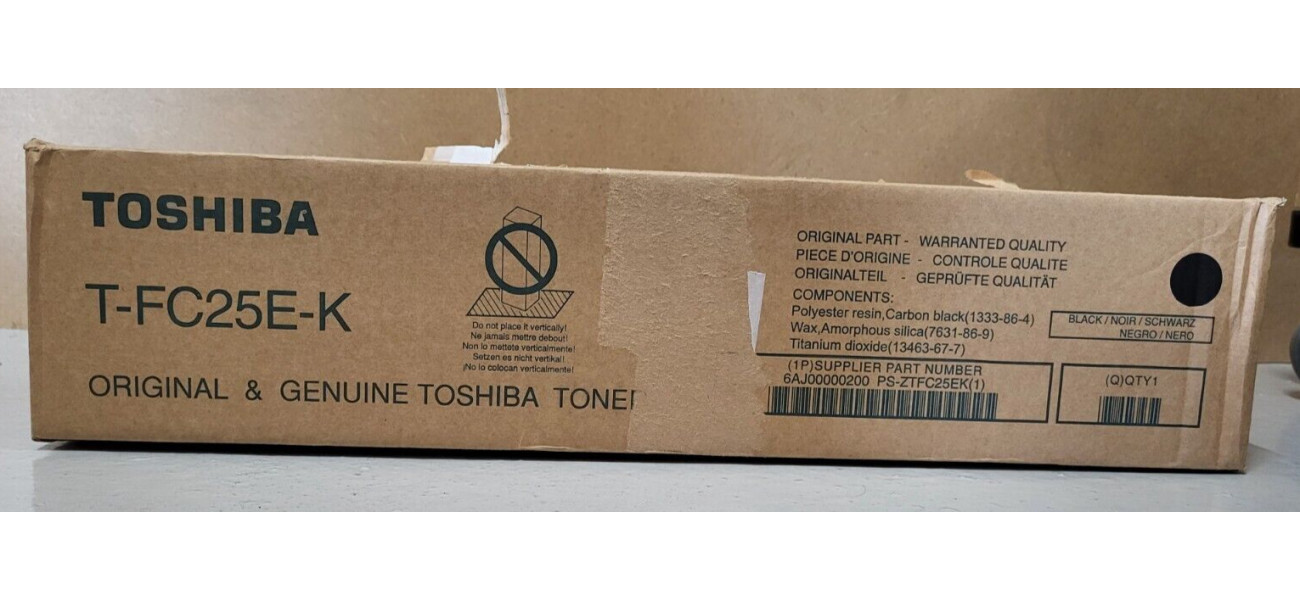 TOSHIBA
T-FC25E-K
ORIGINAL & GENUINE TOSHIBA
Do not place it vertically!
Ne jamais mettre debout!
Non lo mettete verticalmente!
Setzen es nicht vertikal!
¡No lo colocan verticalmente!
ORIGINAL PART - WARRANTED QUALITY
PIECE D'ORIGINE - CONTROLE QUALITE
ORIGINALTEIL - GEPRÜFTE QUALITÄT
COMPONENTS:
Polyester resin,Carbon black(1333-86-4)
Wax,Amorphous silica(7631-86-9)
Titanium dioxide(13463-67-7)
BLACK / NOIR / SCHWARZ
NEGRO / NERO
(1P)SUPPLIER PART NUMBER
6AJ00000200 PS-ZTFC25EK(1)
(Q)QTY1